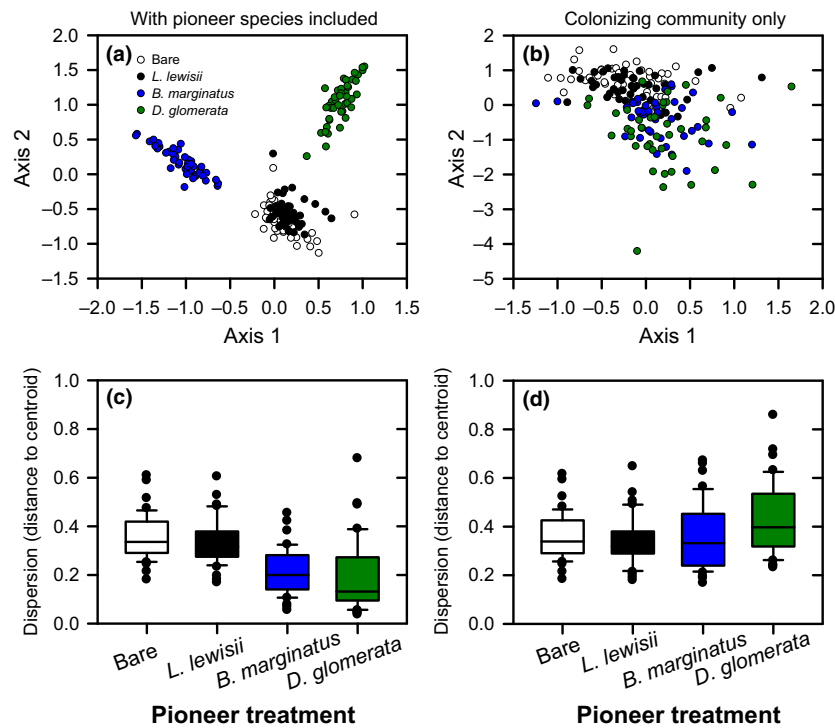 With pioneer species included
Colonizing community only
(a)
Bare
L. lewisii
B. marginatus
D. glomerata
2.0
1.5
1.0
0.5
0.0
–0.5
–1.0
–1.5
Axis 2
–2.0 –1.5 –1.0 –0.5 0.0 0.5 1.0 1.5
Axis 1
(b)
2
1
0
–1
–2
–3
–4
–5
Axis 2
–1.5 –1.0 –0.5 0.0 0.5 1.0 1.5 2.0
Axis 1
(c)
1.0
0.8
0.6
0.4
0.2
0.0
Dispersion (distance to centroid)
Bare
L. lewisii
B. marginatus
D. glomerata
Pioneer treatment
(d)
1.0
0.8
0.6
0.4
0.2
0.0
Dispersion (distance to centroid)
Bare
L. lewisii
B. marginatus
D. glomerata
Pioneer treatment